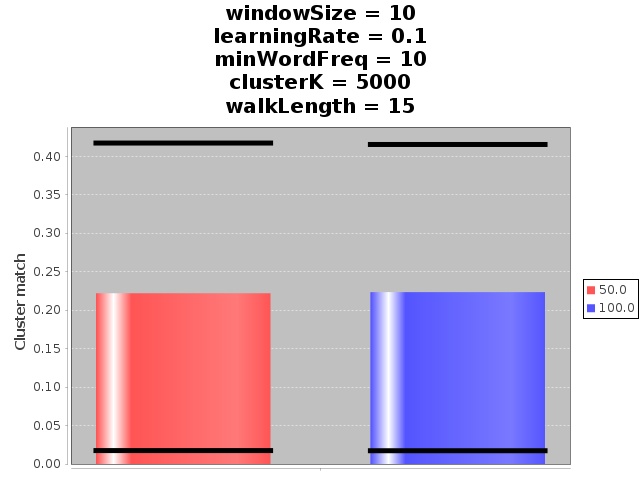 windowSize = 10
learningRate = 0.1
minWordFreq = 10
clusterK = 5000
walkLength = 15
0.40
0.35
0.30
0.25
0.20
0.15
0.10
0.05
0.00
Cluster match
50.0
100.0